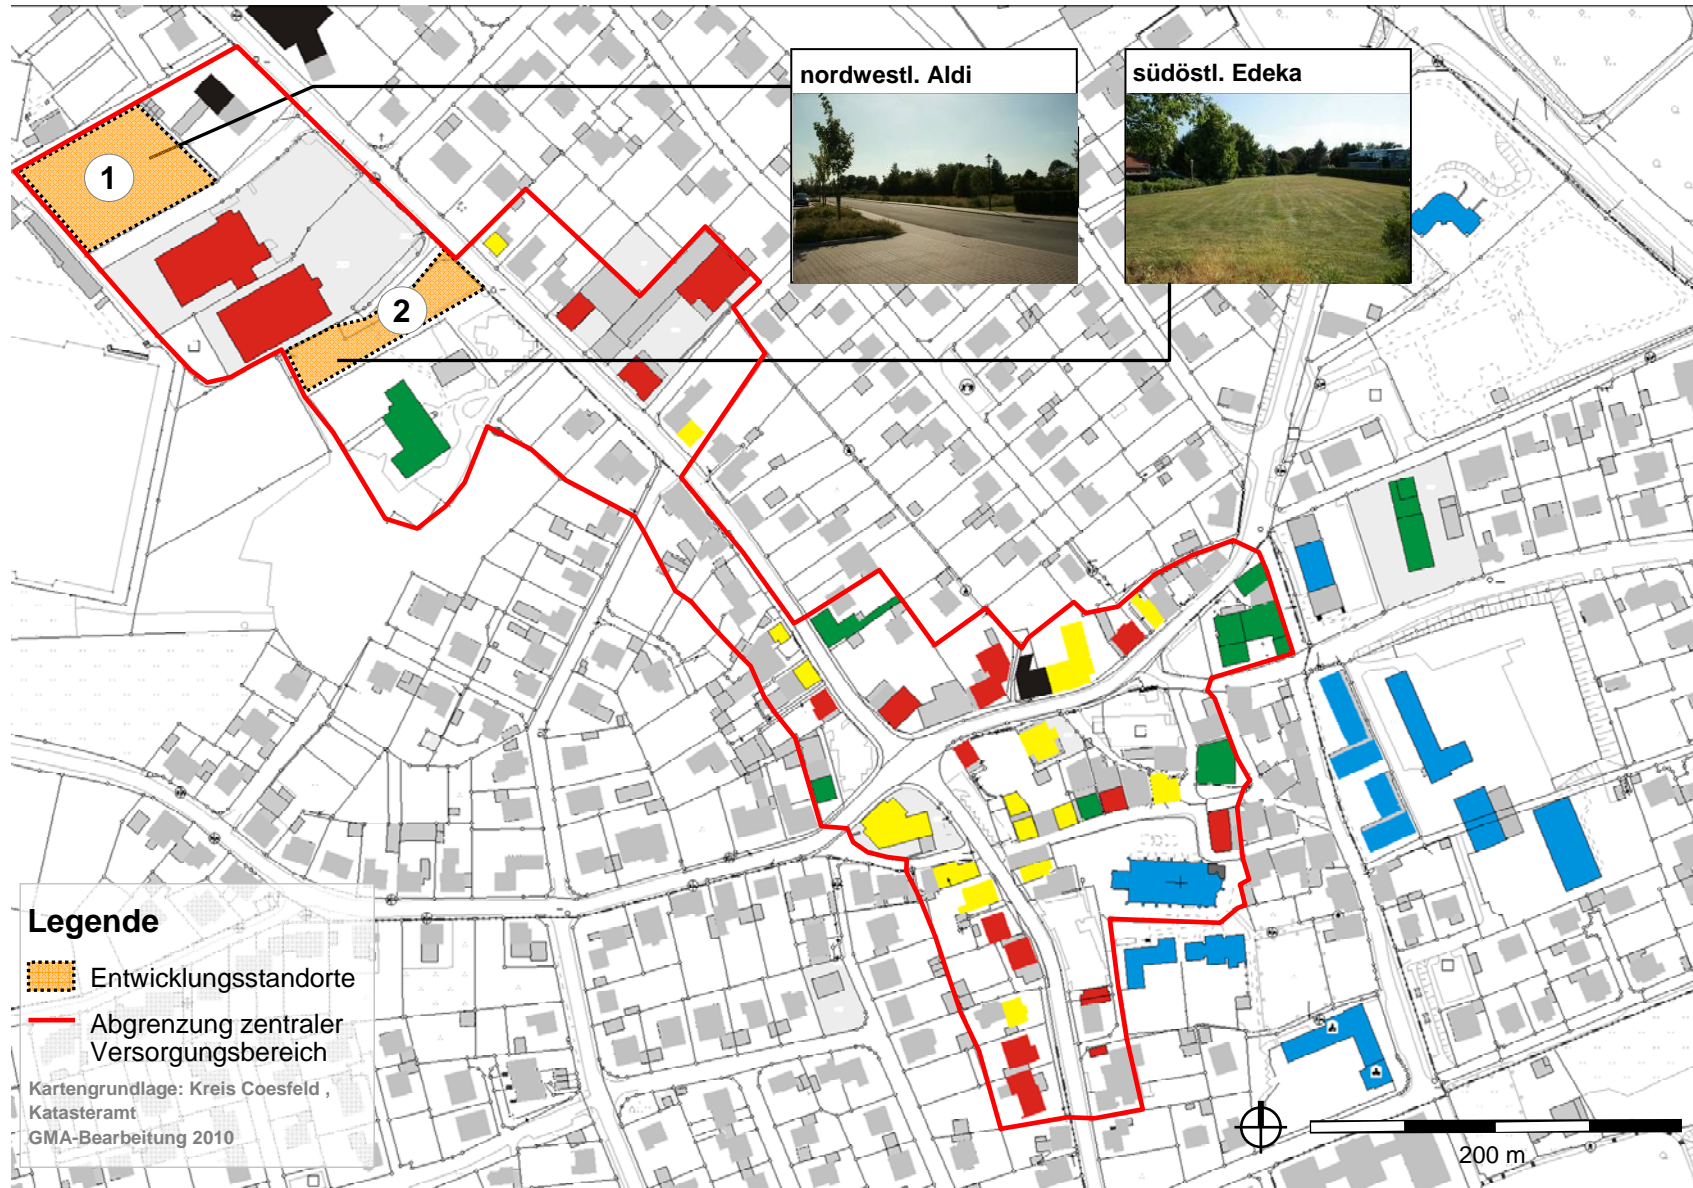 nordwestl. Aldi
südöstl. Edeka
1
2
Legende
Entwicklungsstandorte
Abgrenzung zentraler
Versorgungsbereich
Kartengrundlage: Kreis Coesfeld ,
Katasteramt
GMA-Bearbeitung 2010
200 m